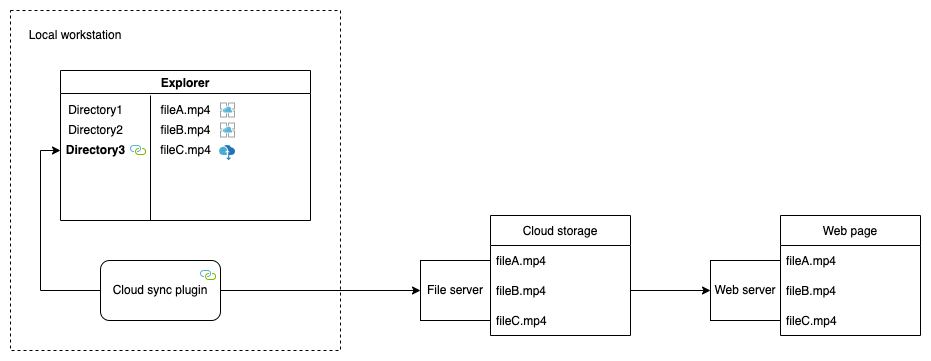 Local workstation
Explorer
Directory1 fileA.mp4
Directory2 fileB.mp4
Directory3 fileC.mp4
Cloud sync plugin
File server
Cloud storage
fileA.mp4
fileB.mp4
fileC.mp4
Web server
Web page
fileA.mp4
fileB.mp4
fileC.mp4